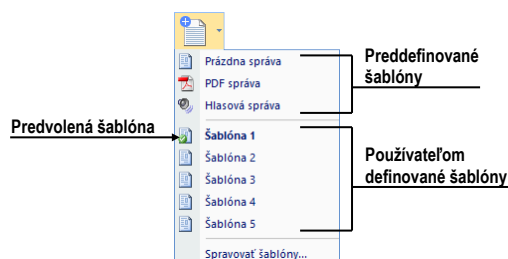 Prázdna správa
PDF správa
Hlasová správa
Preddefinované
šablóny
Predvolená šablóna
Šablóna 1
Šablóna 2
Šablóna 3
Šablóna 4
Šablóna 5
Používateľom
definované šablóny
Spravovať šablóny...